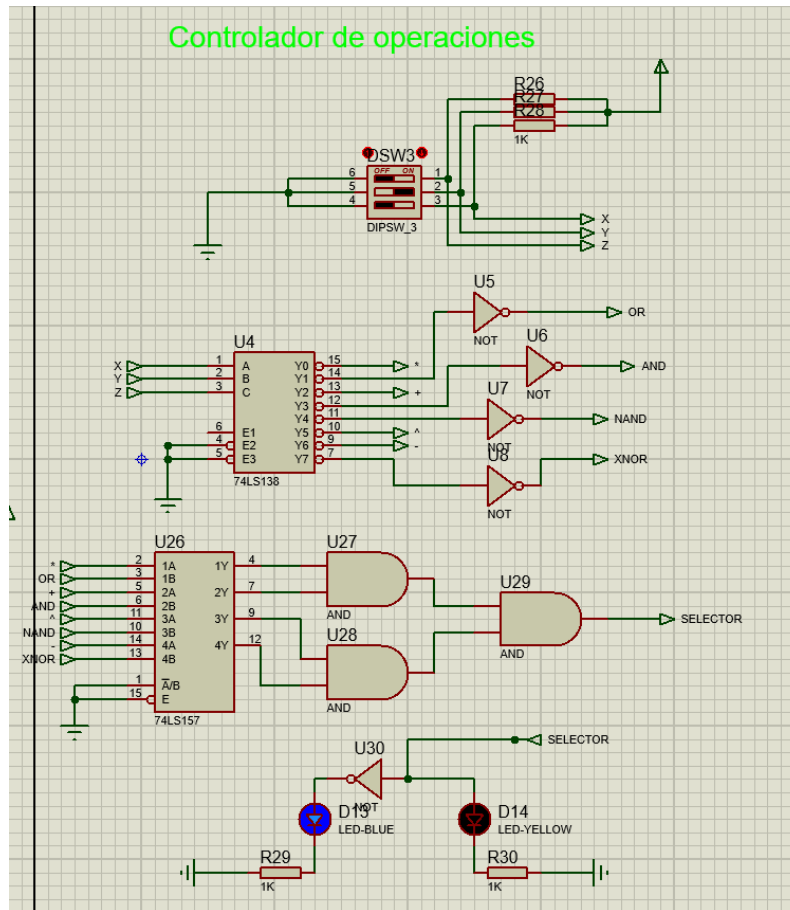 Controlador de operaciones
R26
R27
R28
1K
DSW3
OFF ON
6 1
5 2
4 3
DIPSW_3
X
Y
Z
U5
NOT
OR
U6
NOT
AND
U4
X 1 A Y0 15 *
Y 2 B Y1 14
Z 3 C Y2 13 +
Y3 12
Y4 11
6 E1 Y5 10 ^
4 E2 Y6 9 -
5 E3 Y7 7
74LS138
U7
NOT
NAND
U8
NOT
XNOR
U26
* 2 1A 1Y 4
OR 3 1B
+ 5 2A 2Y 7
AND 6 2B
^ 11 3A 3Y 9
NAND 10 3B
- 14 4A 4Y 12
XNOR 13 4B
1 A/B
15 E
74LS157
U27
AND
U28
AND
U29
AND
SELECTOR
SELECTOR
U30
NOT
D13
LED-BLUE
D14
LED-YELLOW
R29
1K
R30
1K